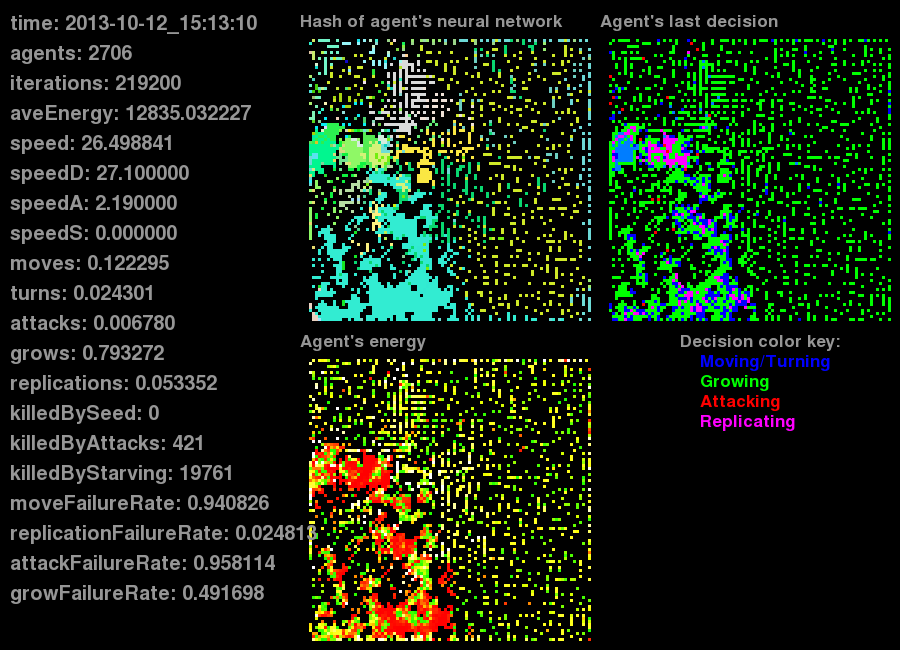 time: 2013-10-12_15:13:10
agents: 2706
iterations: 219200
aveEnergy: 12835.032227
speed: 26.498841
speedD: 27.100000
speedA: 2.190000
speedS: 0.000000
moves: 0.122295
turns: 0.024301
attacks: 0.006780
grows: 0.793272
replications: 0.053352
killedBySeed: 0
killedByAttacks: 421
killedByStarving: 19761
moveFailureRate: 0.940826
replicationFailureRate: 0.024813
attackFailureRate: 0.958114
growFailureRate: 0.491698
Hash of agent's neural network
Agent's last decision
Agent's energy
Decision color key:
Moving/Turning
Growing
Attacking
Replicating